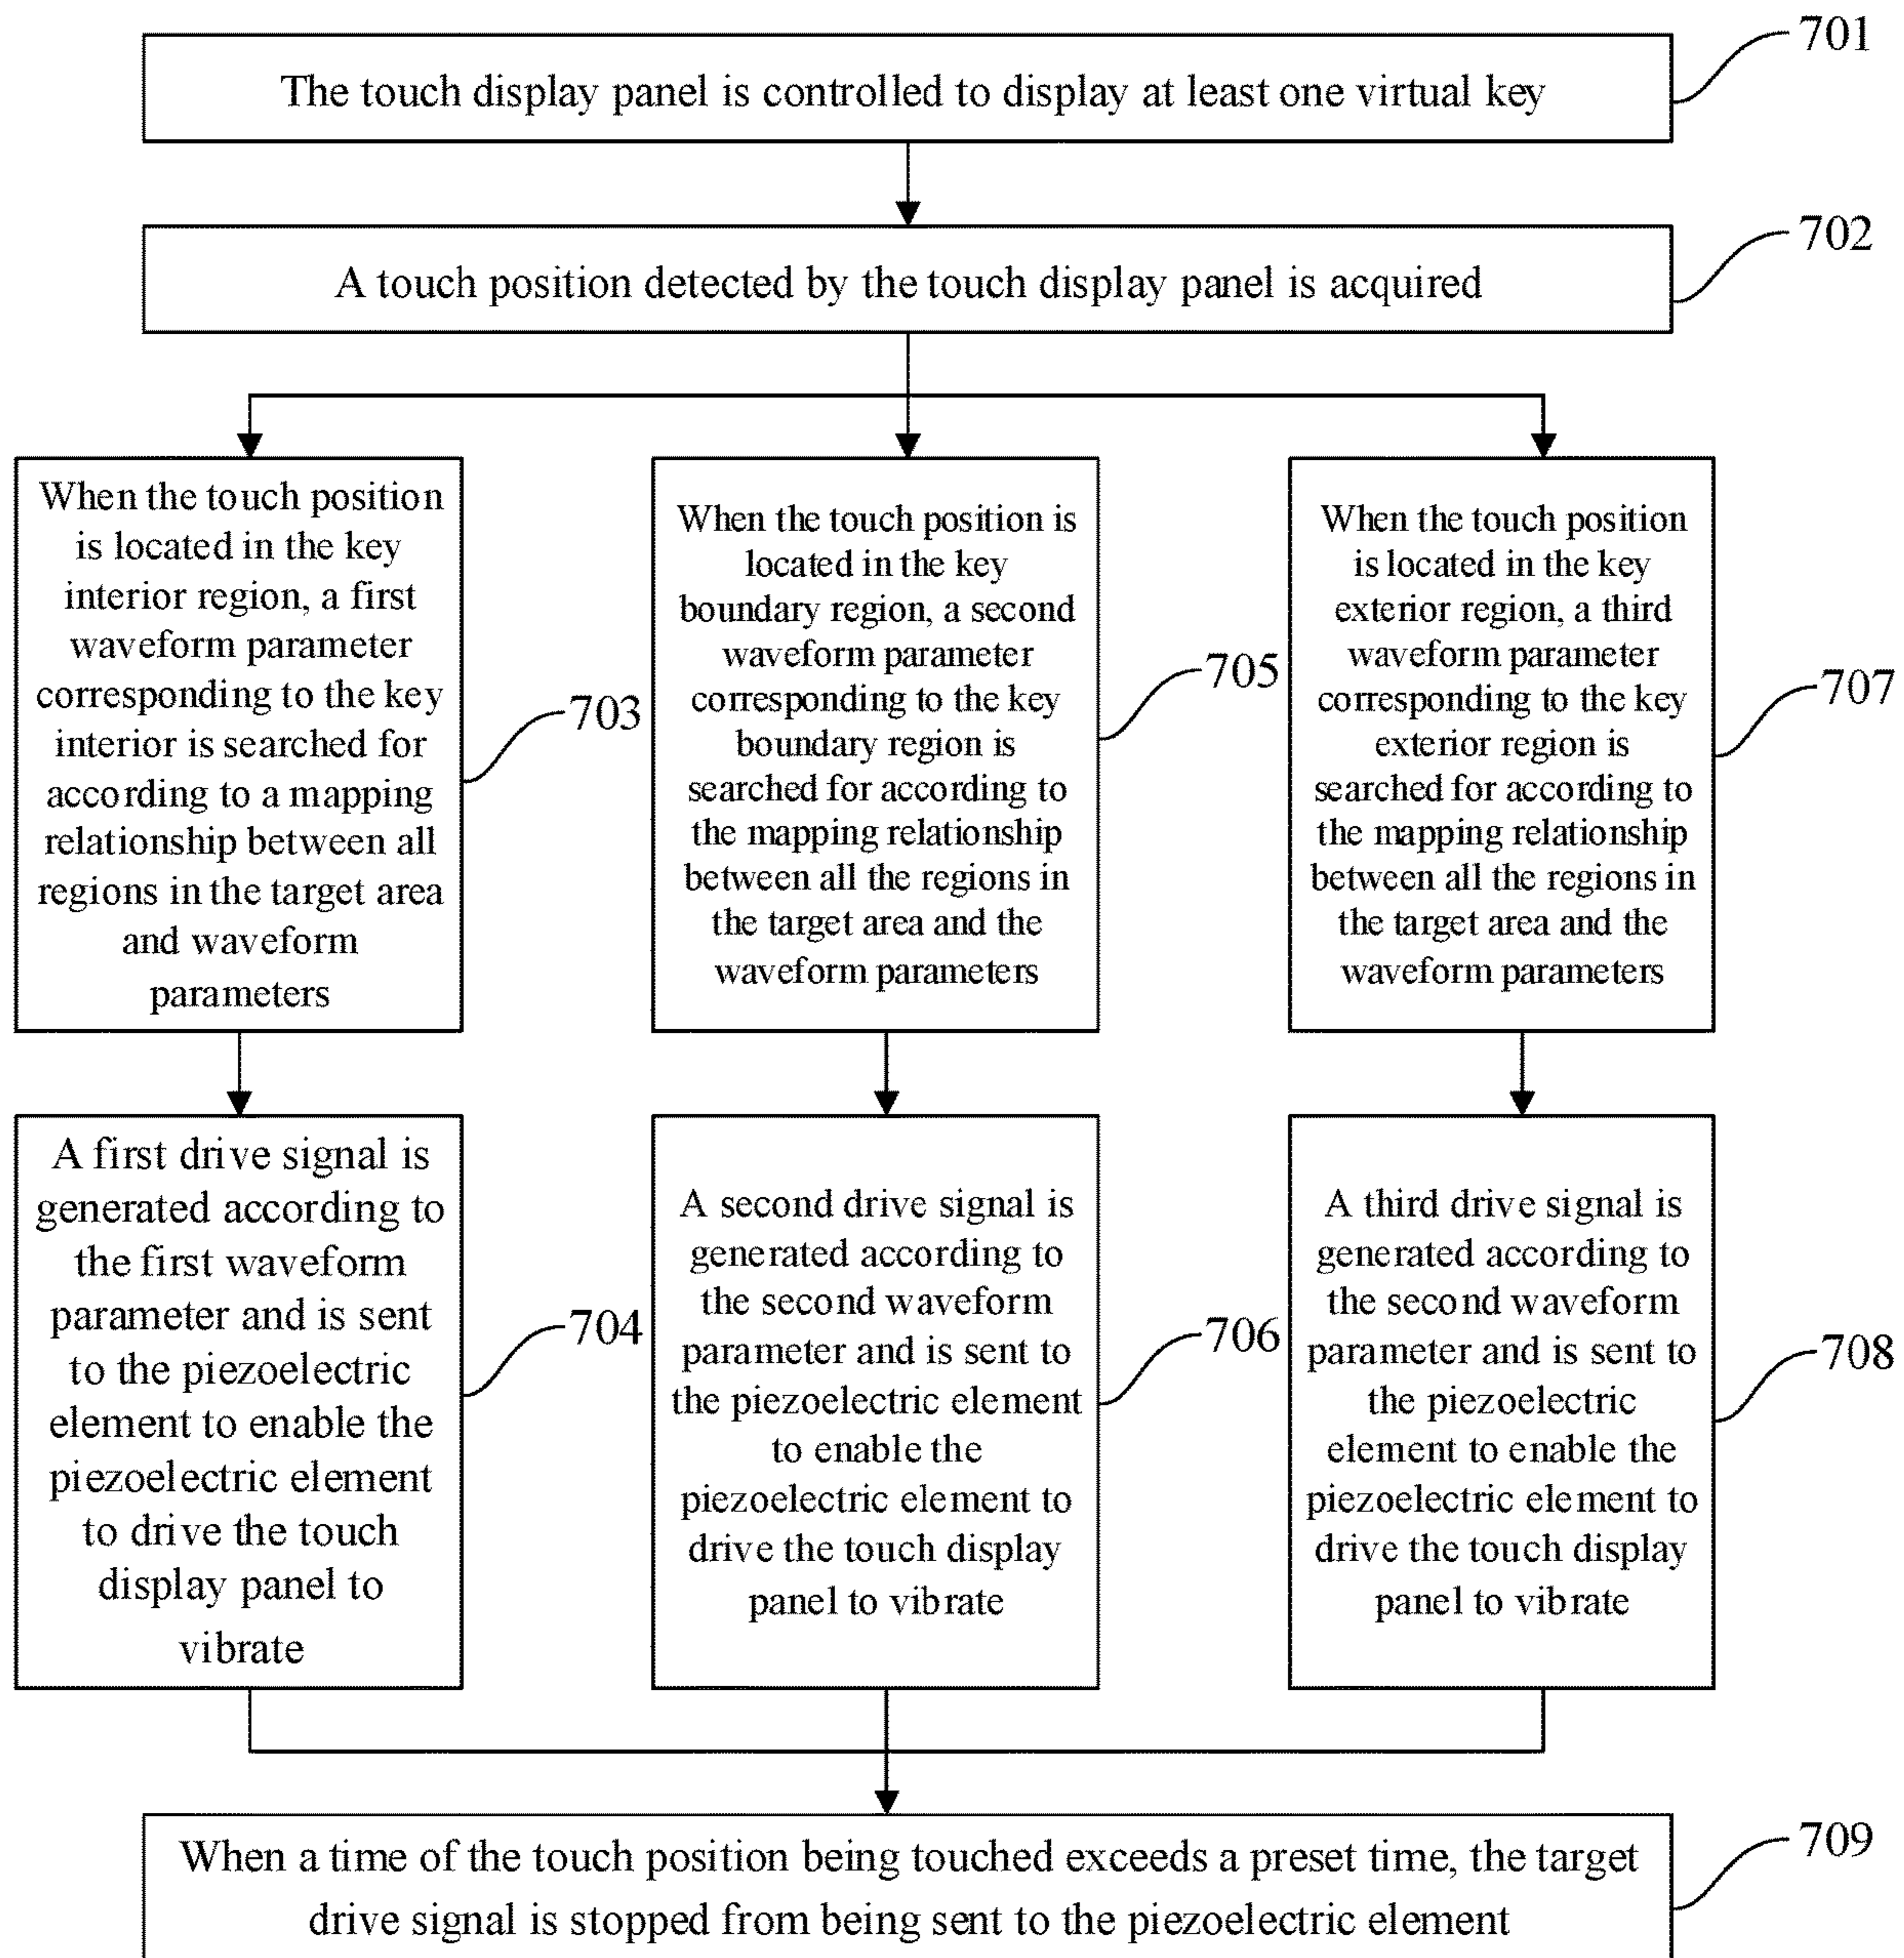 The touch display panel is controlled to display at least one virtual key
701
A touch position detected by the touch display panel is acquired
702
When the touch position
is located in the key
interior region, a first
waveform parameter
corresponding to the key
interior is searched for
according to a mapping
relationship between all
regions in the target area
and waveform
parameters
703
When the touch position is
located in the key
boundary region, a second
waveform parameter
corresponding to the key
boundary region is
searched for according to
the mapping relationship
between all the regions in
the target area and the
waveform parameters
705
When the touch position
is located in the key
exterior region, a third
waveform parameter
corresponding to the key
exterior region is
searched for according to
the mapping relationship
between all the regions in
the target area and the
waveform parameters
707
A first drive signal is
generated according to
the first waveform
parameter and is sent
to the piezoelectric
element to enable the
piezoelectric element
to drive the touch
display panel to
vibrate
704
A second drive signal is
generated according to
the second waveform
parameter and is sent to
the piezoelectric element
to enable the
piezoelectric element to
drive the touch display
panel to vibrate
706
A third drive signal is
generated according to
the second waveform
parameter and is sent to
the piezoelectric
element to enable the
piezoelectric element to
drive the touch display
panel to vibrate
708
When a time of the touch position being touched exceeds a preset time, the target
drive signal is stopped from being sent to the piezoelectric element
709